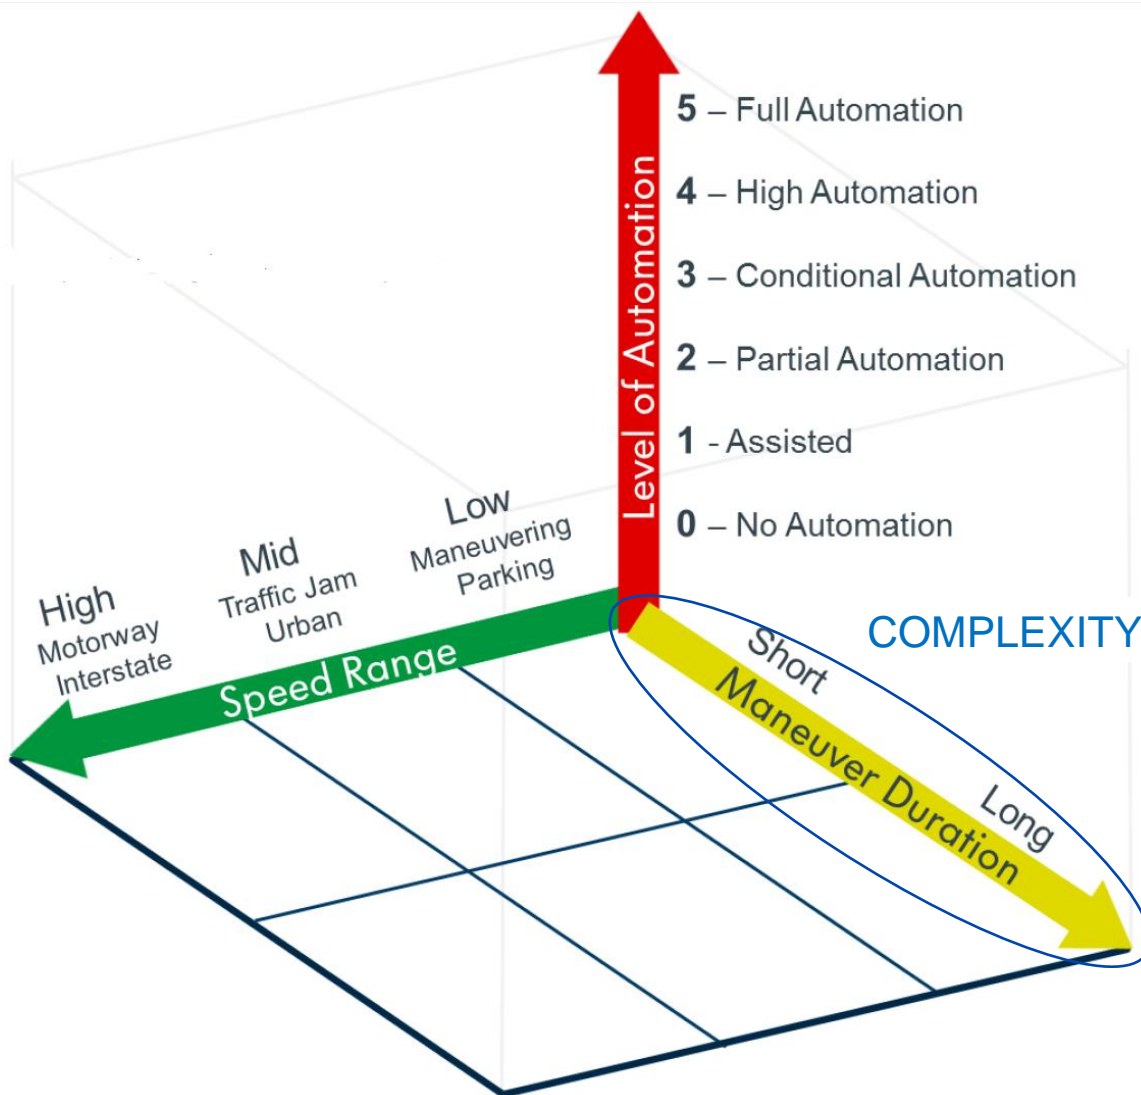 5 – Full Automation
4 – High Automation
3 – Conditional Automation
2 – Partial Automation
1 - Assisted
0 – No Automation
Level of Automation
Low
Maneuvering
Parking
Mid
Traffic Jam
Urban
High
Motorway
Interstate
Speed Range
COMPLEXITY
Short
Long
Maneuver Duration